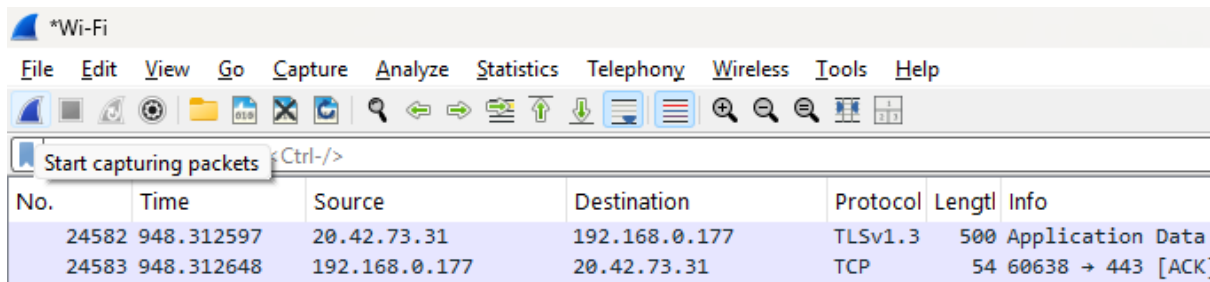 *Wi-Fi
File Edit View Go Capture Analyze Statistics Telephony Wireless Tools Help
Start capturing packets <Ctrl-/>
No. Time Source Destination Protocol Lengtl Info
24582 948.312597 20.42.73.31 192.168.0.177 TLSv1.3 500 Application Data
24583 948.312648 192.168.0.177 20.42.73.31 TCP 54 60638 → 443 [ACK]